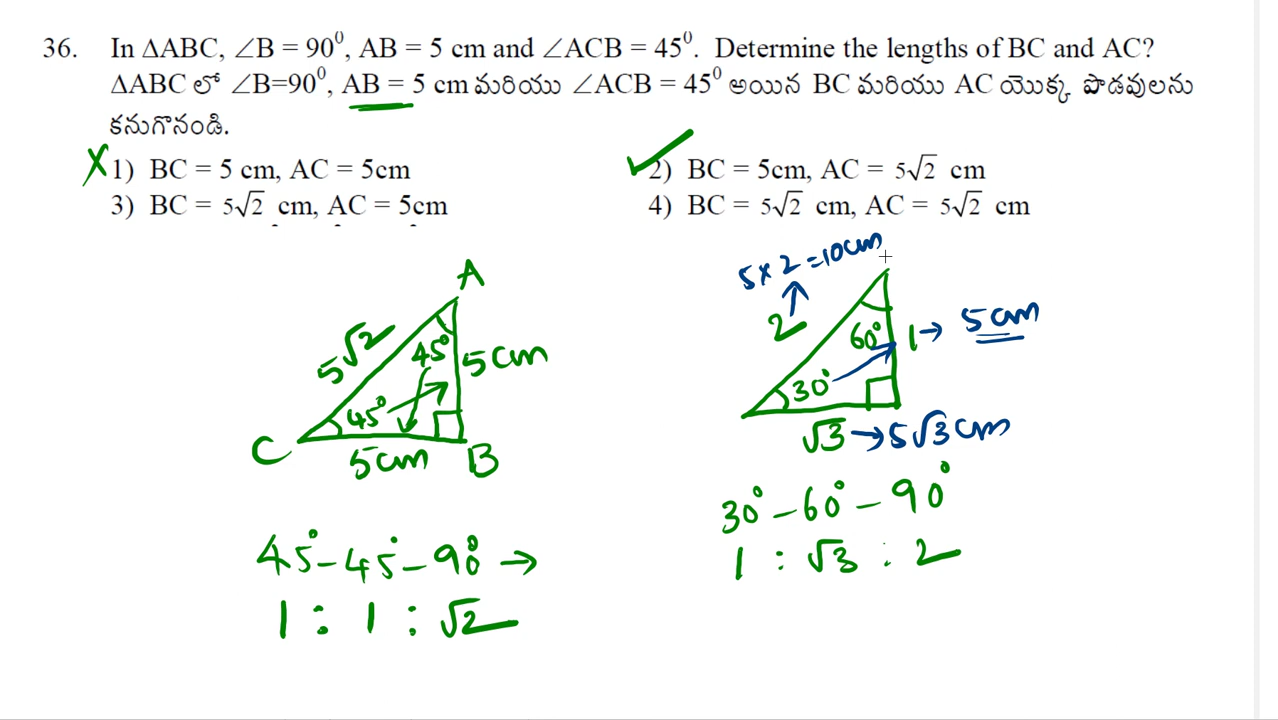 36. In ΔABC, ∠B = 90⁰, AB = 5 cm and ∠ACB = 45⁰. Determine the lengths of BC and AC?
ΔABC లో ∠B=90⁰, AB = 5 cm మరియు ∠ACB = 45⁰ అయిన BC మరియు AC యొక్క పొడవులను
కనుగొనండి.
1) BC = 5 cm, AC = 5cm
2) BC = 5cm, AC = 5√2 cm
3) BC = 5√2 cm, AC = 5cm
4) BC = 5√2 cm, AC = 5√2 cm
A
5√2
45°
5cm
45°
C
5cm
B
45° – 45° – 90° →
1 : 1 : √2
5 × 2 = 10cm
2
60°
1 → 5cm
30°
√3 → 5√3cm
30° – 60° – 90°
1 : √3 : 2